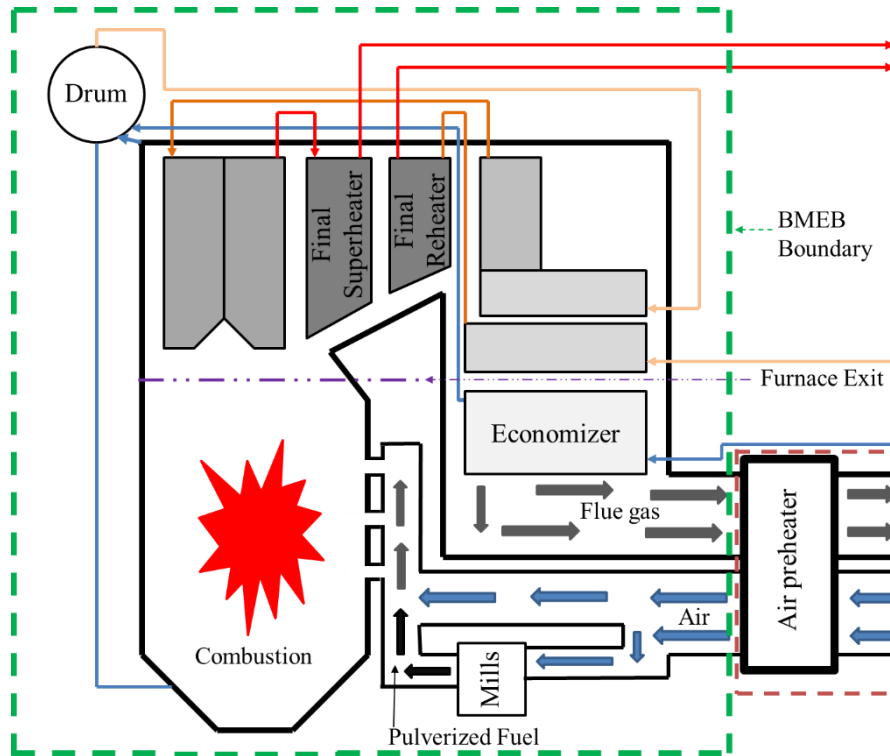 Drum
Final
Superheater
Final
Reheater
BMEB
Boundary
Furnace Exit
Economizer
Flue gas
Combustion
Air
Air preheater
Mills
Pulverized Fuel